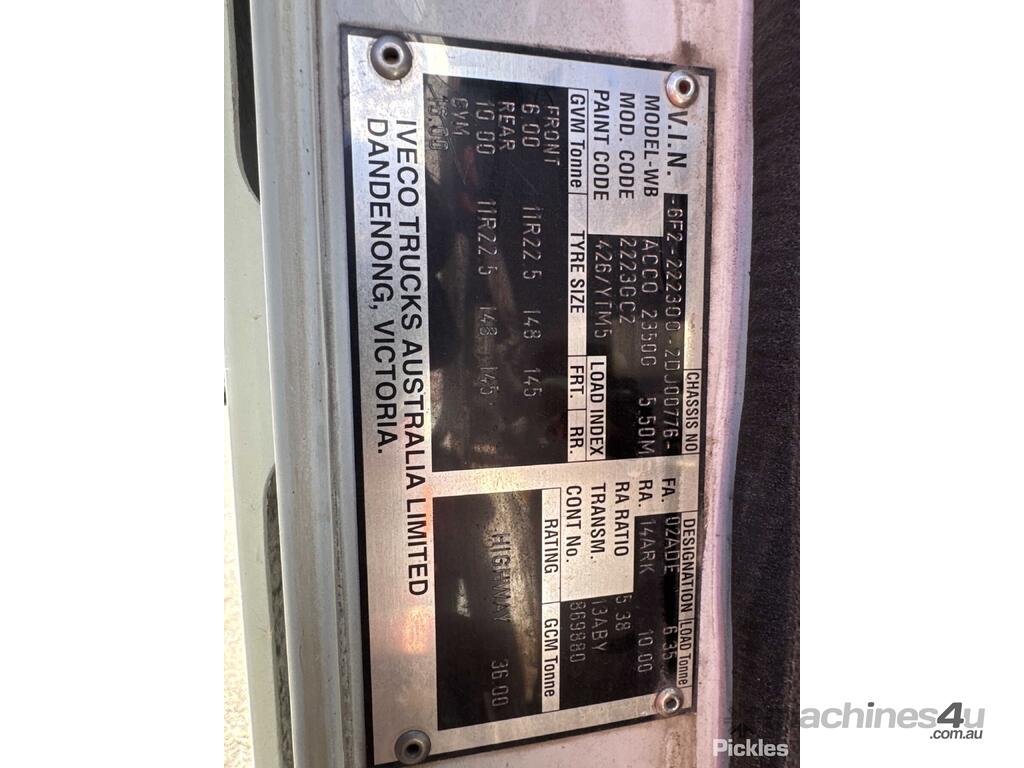 CHASSIS NO DESIGNATION LOAD Tonne
V.I.N. -6F2-222300-2DJ00776- FA. 02ADE 6 35
MODEL-WB ACCO 2350G 5.50M RA. 14ARK 10 00
MOD. CODE 2223GC2 RA RATIO 5 38
PAINT CODE 426/YTM5 LOAD INDEX TRANSM. 13ABY
GVM Tonne TYRE SIZE FRT. RR. CONT No. 869880
RATING GCM Tonne
FRONT
6.00 11R22 5 148 145
REAR HIGHWAY 36 00
10.00 11R22 5 148 145
GVM
15.00
IVECO TRUCKS AUSTRALIA LIMITED
DANDENONG, VICTORIA.
machines4u
.com.au
Pickles